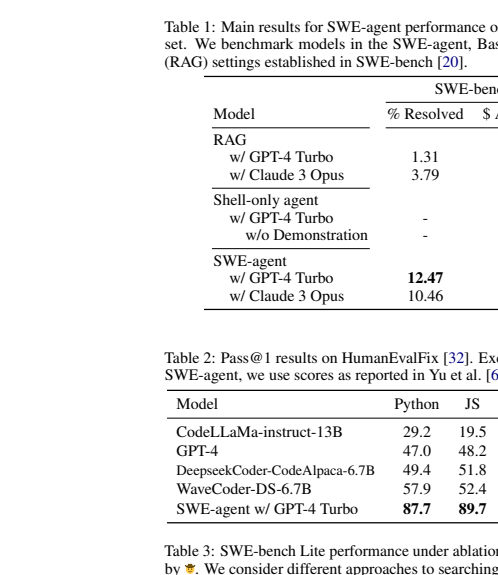 Table 1: Main results for SWE-agent performance o
set. We benchmark models in the SWE-agent, Bas
(RAG) settings established in SWE-bench [20].
SWE-benc
Model % Resolved $ A
RAG
w/ GPT-4 Turbo 1.31
w/ Claude 3 Opus 3.79
Shell-only agent
w/ GPT-4 Turbo -
w/o Demonstration -
SWE-agent
w/ GPT-4 Turbo 12.47
w/ Claude 3 Opus 10.46
Table 2: Pass@1 results on HumanEvalFix [32]. Exc
SWE-agent, we use scores as reported in Yu et al. [6
Model Python JS
CodeLLaMa-instruct-13B 29.2 19.5
GPT-4 47.0 48.2
DeepseekCoder-CodeAlpaca-6.7B 49.4 51.8
WaveCoder-DS-6.7B 57.9 52.4
SWE-agent w/ GPT-4 Turbo 87.7 89.7
Table 3: SWE-bench Lite performance under ablation
by 🤠. We consider different approaches to searching